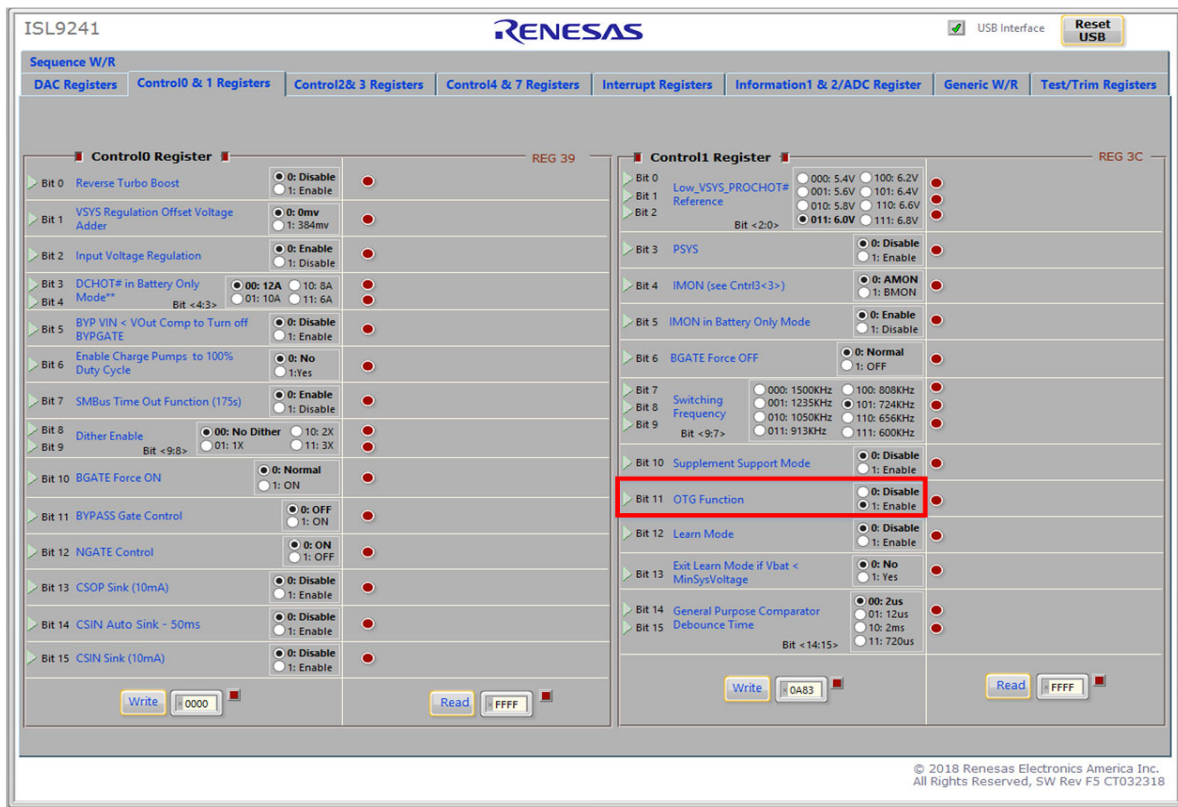 ISL9241
RENESAS
USB Interface
Reset USB
Sequence W/R
DAC Registers
Control0 & 1 Registers
Control2& 3 Registers
Control4 & 7 Registers
Interrupt Registers
Information1 & 2/ADC Register
Generic W/R
Test/Trim Registers
Control0 Register
REG 39
Bit 0 Reverse Turbo Boost
0: Disable
1: Enable
Bit 1 VSYS Regulation Offset Voltage
Adder
0: 0mv
1: 384mv
Bit 2 Input Voltage Regulation
0: Enable
1: Disable
Bit 3 DCHOT# in Battery Only
Bit 4 Mode**
Bit <4:3>
00: 12A 10: 8A
01: 10A 11: 6A
Bit 5 BYP VIN < VOut Comp to Turn off
BYPGATE
0: Disable
1: Enable
Bit 6 Enable Charge Pumps to 100%
Duty Cycle
0: No
1:Yes
Bit 7 SMBus Time Out Function (175s)
0: Enable
1: Disable
Bit 8
Bit 9
Dither Enable
Bit <9:8>
00: No Dither 10: 2X
01: 1X 11: 3X
Bit 10 BGATE Force ON
0: Normal
1: ON
Bit 11 BYPASS Gate Control
0: OFF
1: ON
Bit 12 NGATE Control
0: ON
1: OFF
Bit 13 CSOP Sink (10mA)
0: Disable
1: Enable
Bit 14 CSIN Auto Sink - 50ms
0: Disable
1: Enable
Bit 15 CSIN Sink (10mA)
0: Disable
1: Enable
Write
× 0000
Read
× FFFF
Control1 Register
REG 3C
Bit 0
Bit 1
Bit 2
Low_VSYS_PROCHOT#
Reference
Bit <2:0>
000: 5.4V 100: 6.2V
001: 5.6V 101: 6.4V
010: 5.8V 110: 6.6V
011: 6.0V 111: 6.8V
Bit 3 PSYS
0: Disable
1: Enable
Bit 4 IMON (see Cntrl3<3>)
0: AMON
1: BMON
Bit 5 IMON in Battery Only Mode
0: Enable
1: Disable
Bit 6 BGATE Force OFF
0: Normal
1: OFF
Bit 7
Bit 8
Bit 9
Switching
Frequency
Bit <9:7>
000: 1500KHz 100: 808KHz
001: 1235KHz 101: 724KHz
010: 1050KHz 110: 656KHz
011: 913KHz 111: 600KHz
Bit 10 Supplement Support Mode
0: Disable
1: Enable
Bit 11 OTG Function
0: Disable
1: Enable
Bit 12 Learn Mode
0: Disable
1: Enable
Bit 13 Exit Learn Mode if Vbat <
MinSysVoltage
0: No
1: Yes
Bit 14 General Purpose Comparator
Bit 15 Debounce Time
Bit <14:15>
00: 2us
01: 12us
10: 2ms
11: 720us
Write
× 0A83
Read
× FFFF
© 2018 Renesas Electronics America Inc.
All Rights Reserved, SW Rev F5 CT032318